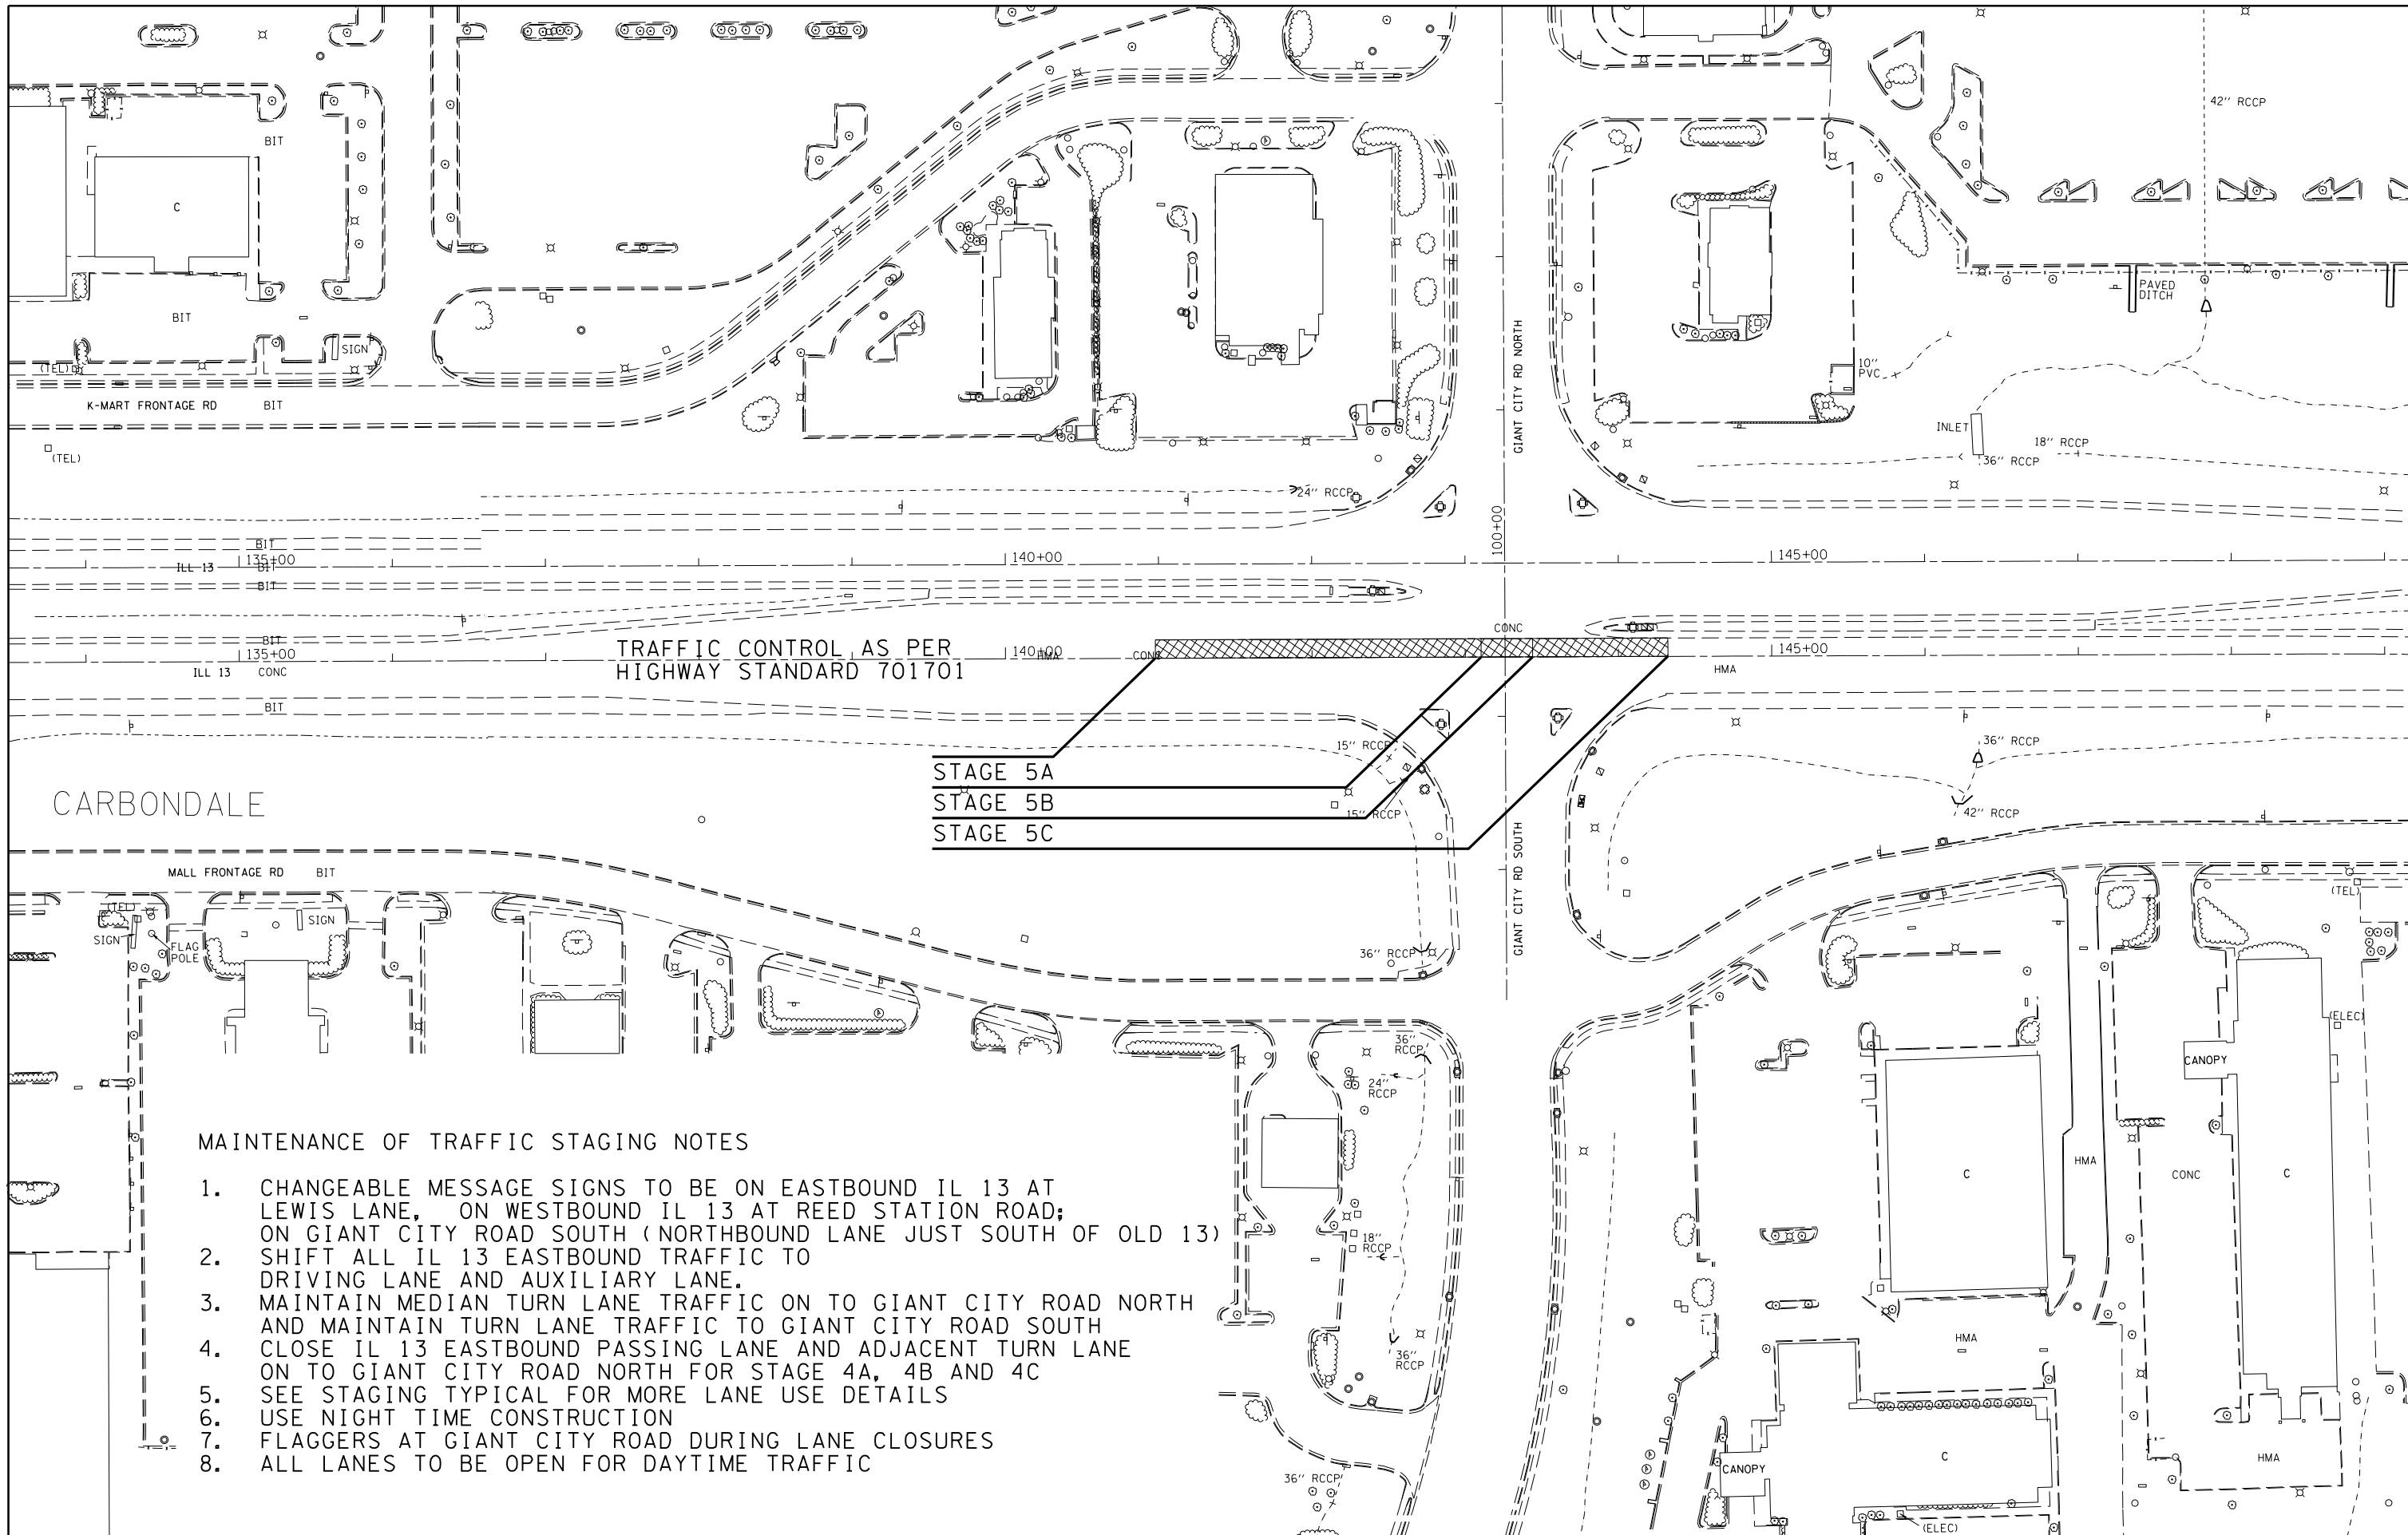 42'' RCCP
BIT
C
PAVED
DITCH
BIT
SIGN
GIANT CITY RD NORTH
10''
PVC
(TEL)
K-MART FRONTAGE RD BIT
INLET
18'' RCCP
(TEL)
36'' RCCP
24'' RCCP
100+00
BIT
135+00
140+00
145+00
ILL 13 BIT
BIT
CONC
BIT
TRAFFIC CONTROL AS PER
HIGHWAY STANDARD 701701
135+00
140+00
HMA
CONC
145+00
ILL 13 CONC
HMA
BIT
15'' RCCP
36'' RCCP
STAGE 5A
STAGE 5B
STAGE 5C
CARBONDALE
15'' RCCP
42'' RCCP
GIANT CITY RD SOUTH
MALL FRONTAGE RD BIT
(TEL)
(TEL)
SIGN
SIGN
FLAG
POLE
36'' RCCP
(ELEC)
36''
RCCP
CANOPY
24''
RCCP
MAINTENANCE OF TRAFFIC STAGING NOTES
1. CHANGEABLE MESSAGE SIGNS TO BE ON EASTBOUND IL 13 AT
LEWIS LANE, ON WESTBOUND IL 13 AT REED STATION ROAD;
ON GIANT CITY ROAD SOUTH (NORTHBOUND LANE JUST SOUTH OF OLD 13)
2. SHIFT ALL IL 13 EASTBOUND TRAFFIC TO
DRIVING LANE AND AUXILIARY LANE.
3. MAINTAIN MEDIAN TURN LANE TRAFFIC ON TO GIANT CITY ROAD NORTH
AND MAINTAIN TURN LANE TRAFFIC TO GIANT CITY ROAD SOUTH
4. CLOSE IL 13 EASTBOUND PASSING LANE AND ADJACENT TURN LANE
ON TO GIANT CITY ROAD NORTH FOR STAGE 4A, 4B AND 4C
5. SEE STAGING TYPICAL FOR MORE LANE USE DETAILS
6. USE NIGHT TIME CONSTRUCTION
7. FLAGGERS AT GIANT CITY ROAD DURING LANE CLOSURES
8. ALL LANES TO BE OPEN FOR DAYTIME TRAFFIC
C
HMA
CONC
C
18''
RCCP
36''
RCCP
HMA
C
CANOPY
HMA
36'' RCCP
(ELEC)